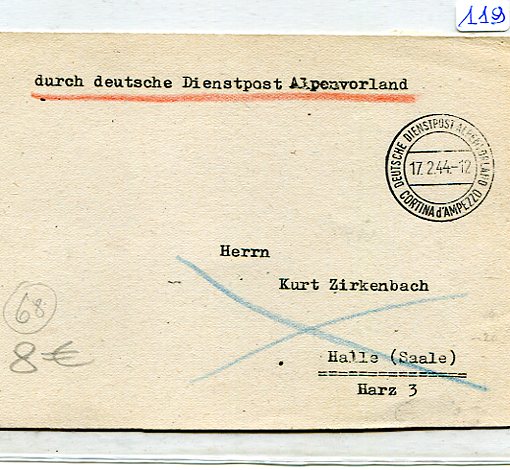 119
durch deutsche Dienstpost Alpenvorland
DEUTSCHE DIENSTPOST ALPENVORLAND
17.2.44.-12
CORTINA d'AMPEZZO
Herrn
Kurt Zirkenbach
68
8€
Halle (Saale)
Harz 3